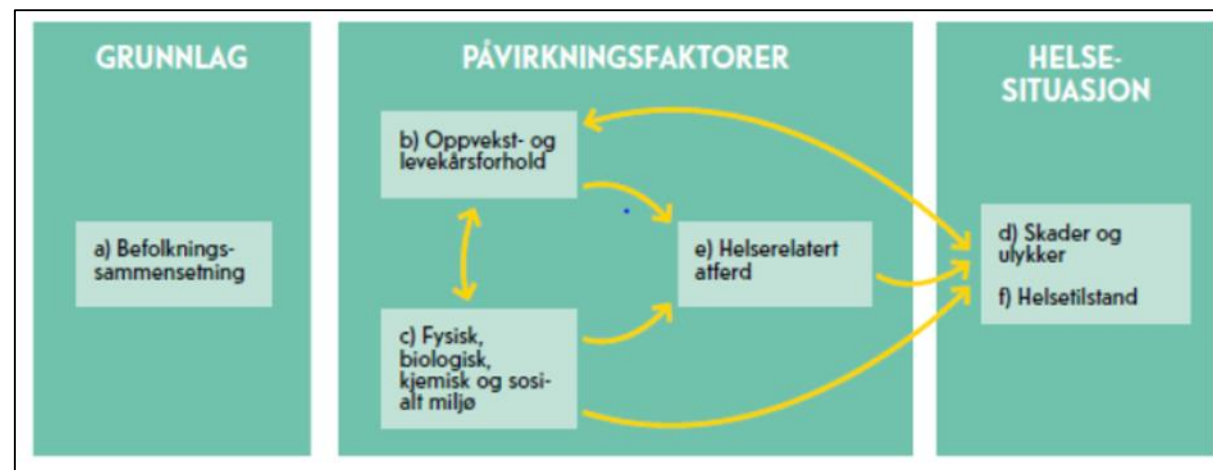 GRUNNLAG
a) Befolknings-
sammensetning
PÅVIRKNINGSFAKTORER
b) Oppvekst- og
levekårsforhold
c) Fysisk,
biologisk,
kjemisk og sosi-
alt miljø
e) Helserelatert
atferd
HELSE-
SITUASJON
d) Skader og
ulykker
f) Helsetilstand